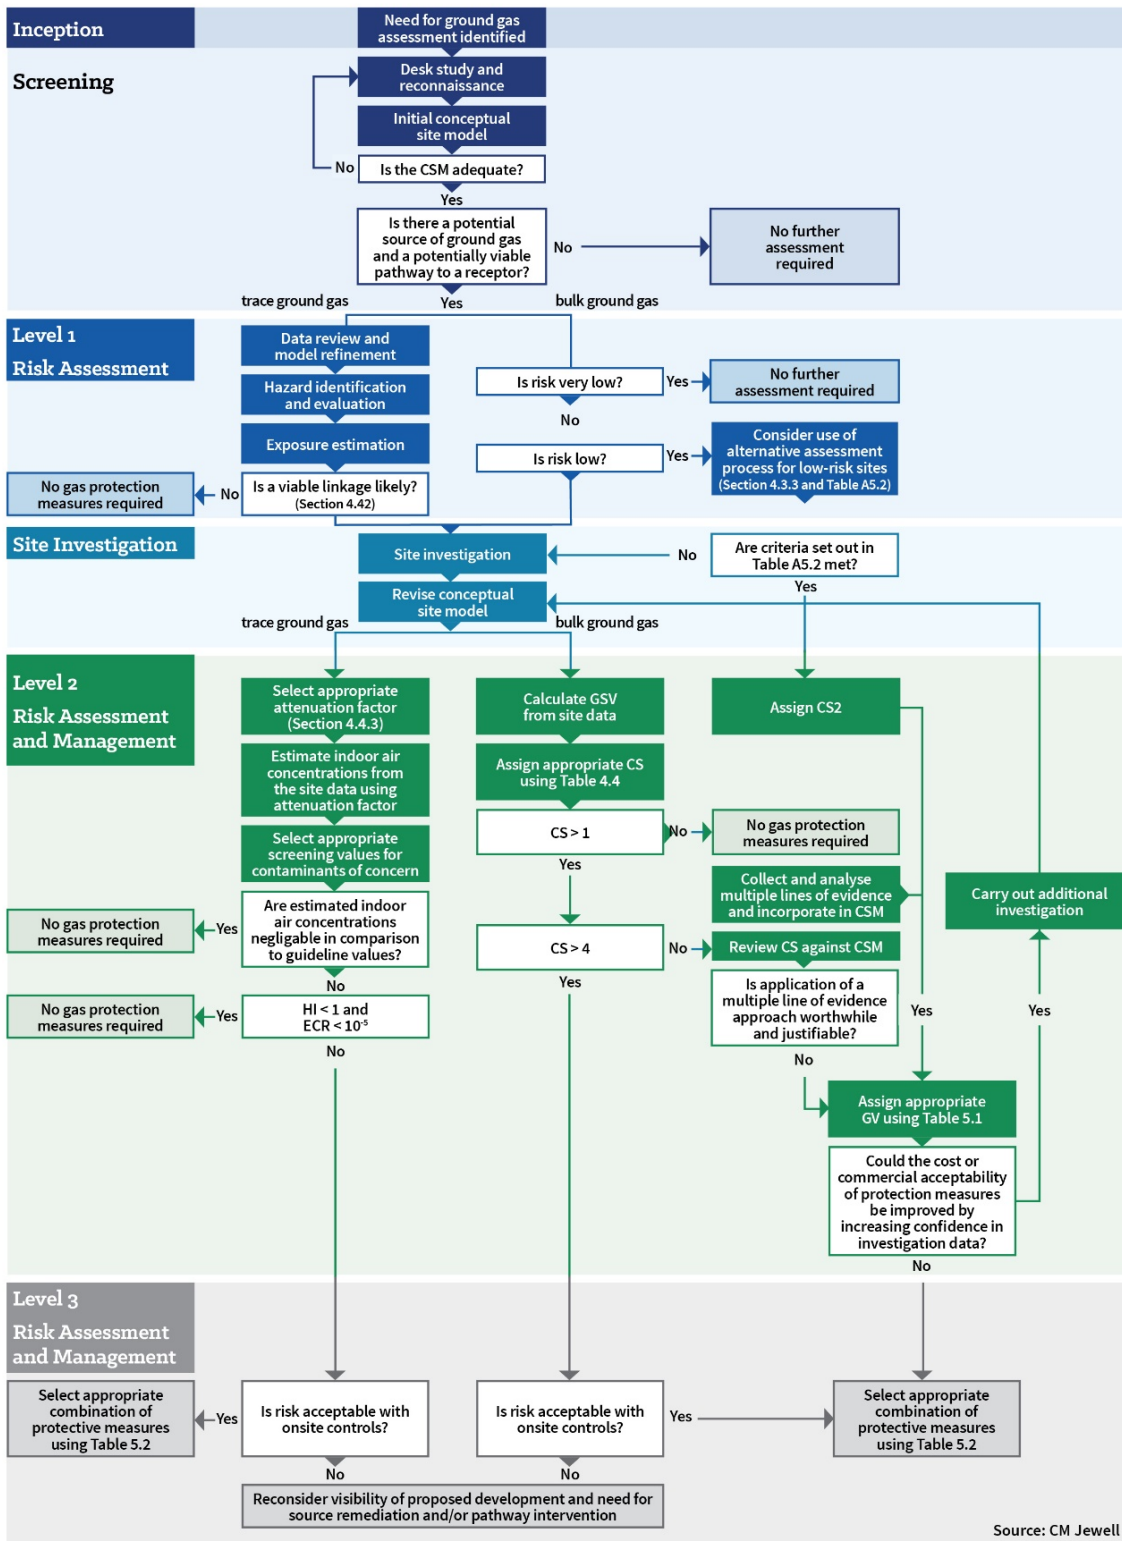 Inception
Need for ground gas
assessment identified
Screening
Desk study and
reconnaissance
Initial conceptual
site model
No
Is the CSM adequate?
Yes
Is there a potential
source of ground gas
and a potentially viable
pathway to a receptor?
No
No further
assessment
required
trace ground gas
Yes
bulk ground gas
Level 1
Risk Assessment
Data review and
model refinement
Hazard identification
and evaluation
Exposure estimation
Is a viable linkage likely?
(Section 4.42)
No
No gas protection
measures required
Is risk very low?
Yes
No further
assessment required
No
Is risk low?
Yes
Consider use of
alternative assessment
process for low-risk sites
(Section 4.3.3 and Table A5.2)
Site Investigation
Site investigation
No
Are criteria set out in
Table A5.2 met?
Yes
Revise conceptual
site model
trace ground gas
bulk ground gas
Level 2
Risk Assessment
and Management
Select appropriate
attenuation factor
(Section 4.4.3)
Estimate indoor air
concentrations from
the site data using
attenuation factor
Select appropriate
screening values for
contaminants of concern
Are estimated indoor
air concentrations
negligable in comparison
to guideline values?
Yes
No gas protection
measures required
No
HI < 1 and
ECR < 10⁻⁵
Yes
No gas protection
measures required
No
Calculate GSV
from site data
Assign appropriate CS
using Table 4.4
CS > 1
No
No gas protection
measures required
Yes
CS > 4
No
Yes
Assign CS2
Collect and analyse
multiple lines of evidence
and incorporate in CSM
Review CS against CSM
Is application of a
multiple line of evidence
approach worthwhile
and justifiable?
No
Yes
Carry out additional
investigation
Yes
Assign appropriate
GV using Table 5.1
Could the cost or
commercial acceptability
of protection measures
be improved by
increasing confidence in
investigation data?
No
Level 3
Risk Assessment
and Management
Select appropriate
combination of
protective measures
using Table 5.2
Yes
Is risk acceptable with
onsite controls?
No
Is risk acceptable with
onsite controls?
Yes
No
Select appropriate
combination of
protective measures
using Table 5.2
Reconsider visibility of proposed development and need for
source remediation and/or pathway intervention
Source: CM Jewell